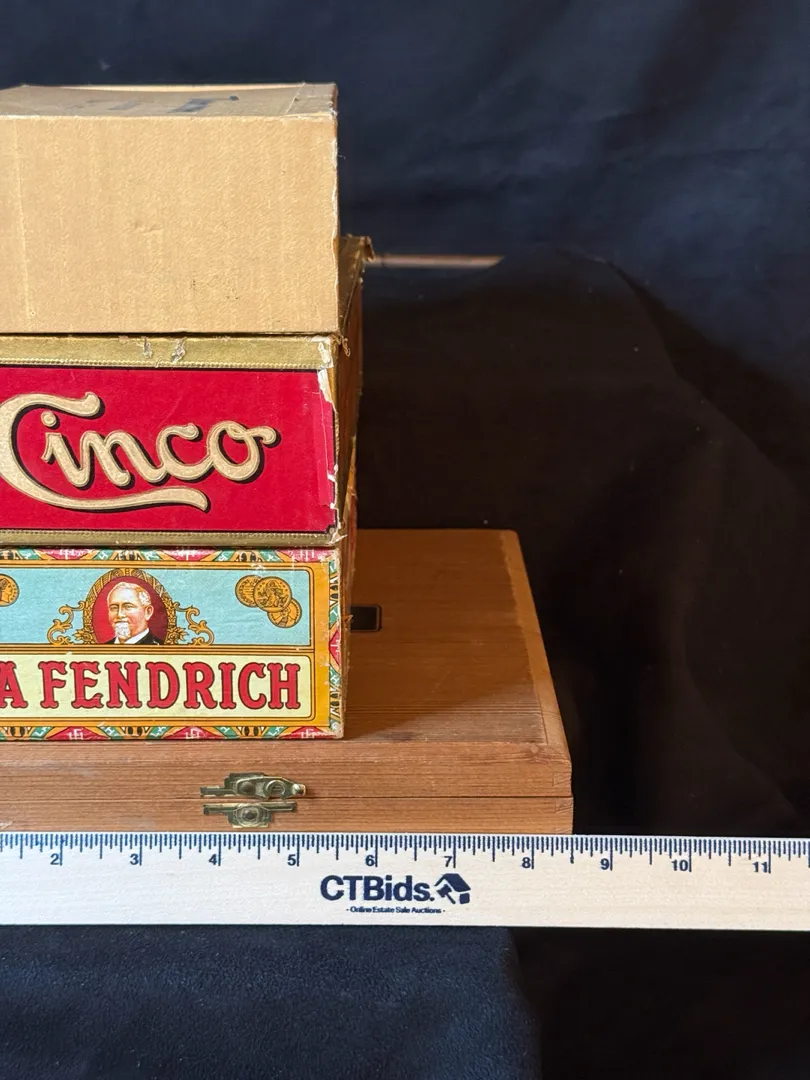 Cinco
A FENDRICH
2 3 4 5 6 7 8 9 10 11
CTBids.
- Online Estate Sale Auctions -